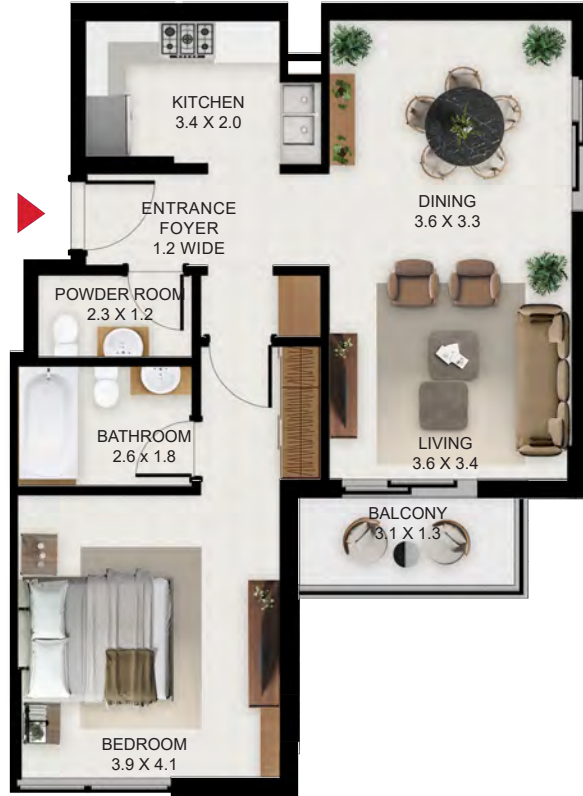 KITCHEN
3.4 X 2.0
ENTRANCE
FOYER
1.2 WIDE
DINING
3.6 X 3.3
POWDER ROOM
2.3 X 1.2
BATHROOM
2.6 x 1.8
LIVING
3.6 X 3.4
BALCONY
3.1 X 1.3
BEDROOM
3.9 X 4.1